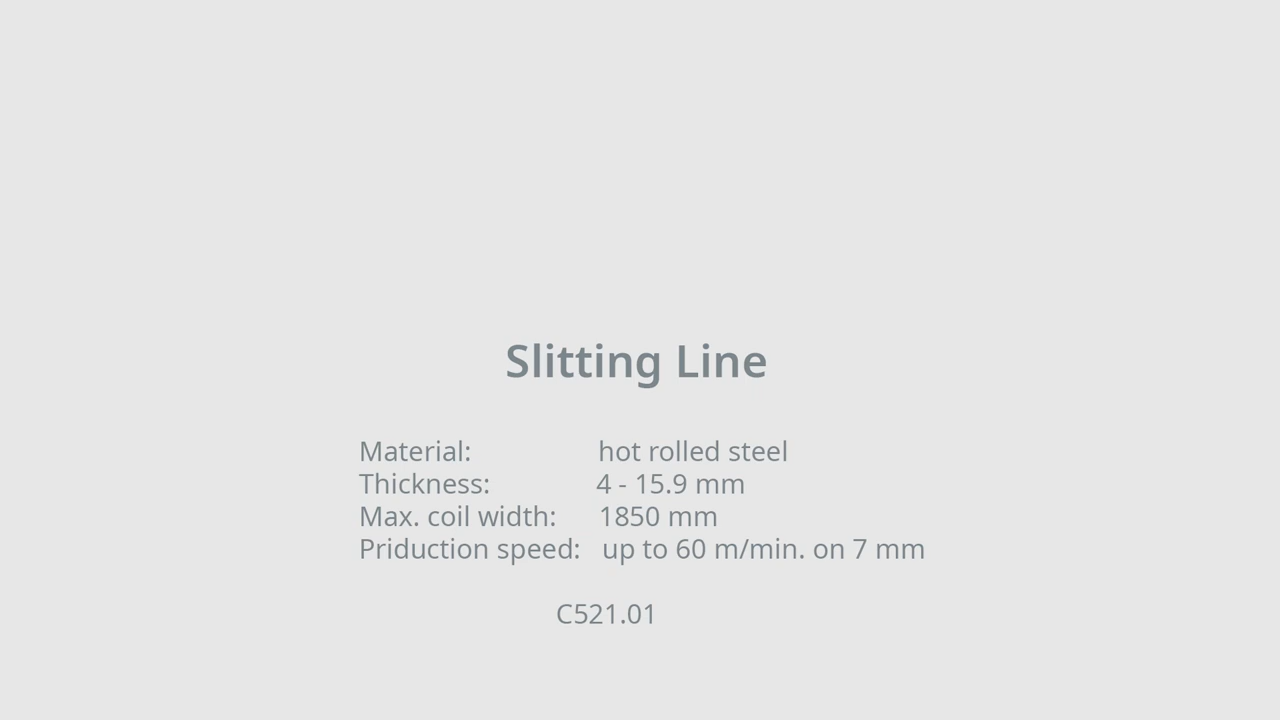 Slitting Line
Material: hot rolled steel
Thickness: 4 - 15.9 mm
Max. coil width: 1850 mm
Priduction speed: up to 60 m/min. on 7 mm
C521.01